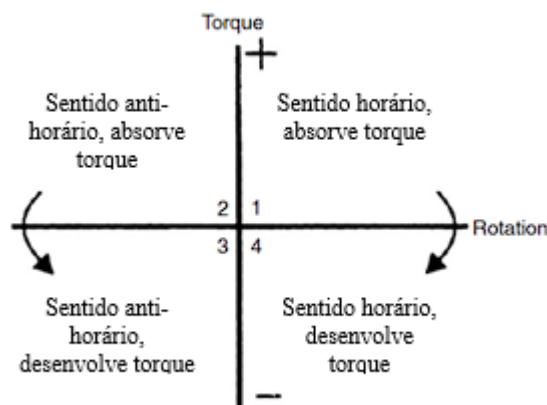 Torque
+
Sentido anti-
horário, absorve
torque
Sentido horário,
absorve torque
2 1
Rotation
3 4
Sentido anti-
horário,
desenvolve torque
Sentido horário,
desenvolve
torque
−